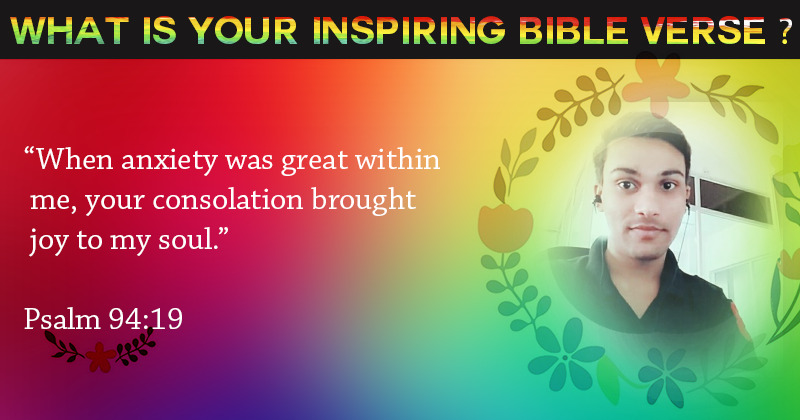 WHAT IS YOUR INSPIRING BIBLE VERSE ?
“When anxiety was great within
me, your consolation brought
joy to my soul.”
Psalm 94:19